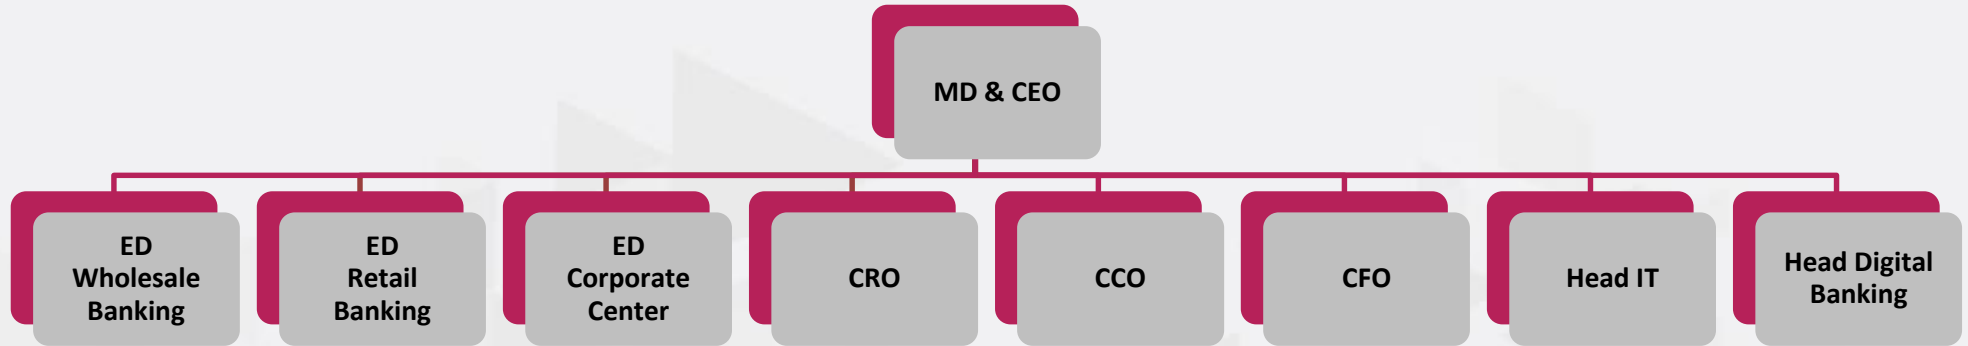 MD & CEO
ED
Wholesale
Banking
ED
Retail
Banking
ED
Corporate
Center
CRO
CCO
CFO
Head IT
Head Digital
Banking